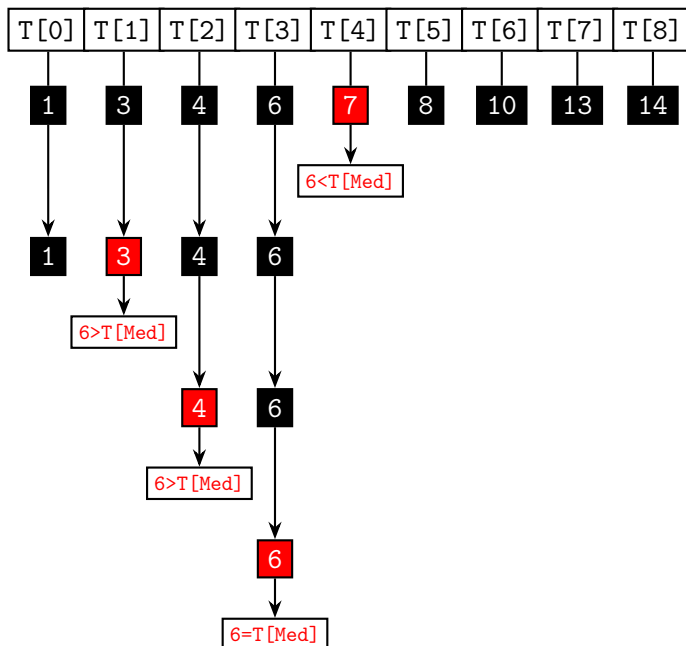 T[0] T[1] T[2] T[3] T[4] T[5] T[6] T[7] T[8]
1 3 4 6 7 8 10 13 14
6<T[Med]
1 3 4 6
6>T[Med]
4 6
6>T[Med]
6
6=T[Med]